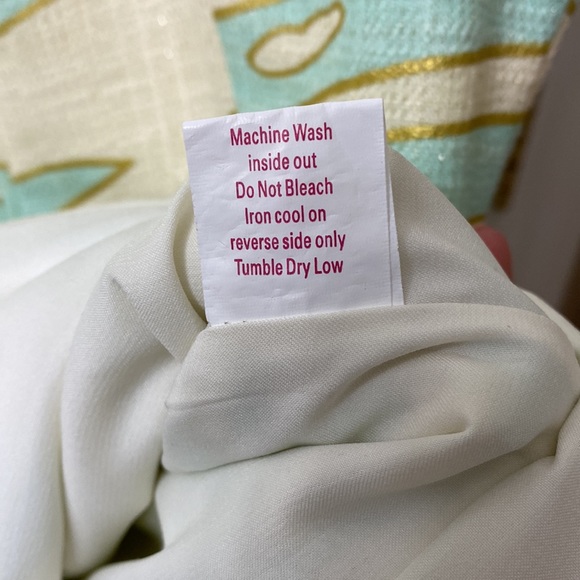 Machine Wash
inside out
Do Not Bleach
Iron cool on
reverse side only
Tumble Dry Low